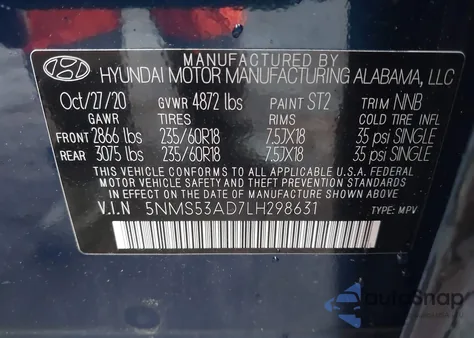 MANUFACTURED BY
HYUNDAI MOTOR MANUFACTURING ALABAMA, LLC
Oct/27/20 GVWR 4872 lbs PAINT ST2 TRIM NNB
GAWR TIRES RIMS COLD TIRE INFL
FRONT 2866 lbs 235/60R18 7.5JX18 35 psi SINGLE
REAR 3075 lbs 235/60R18 7.5JX18 35 psi SINGLE
THIS VEHICLE CONFORMS TO ALL APPLICABLE U.S.A. FEDERAL
MOTOR VEHICLE SAFETY AND THEFT PREVENTION STANDARDS
IN EFFECT ON THE DATE OF MANUFACTURE SHOWN ABOVE.
V.I.N 5NMS53AD7LH298631 TYPE: MPV
autoSnap